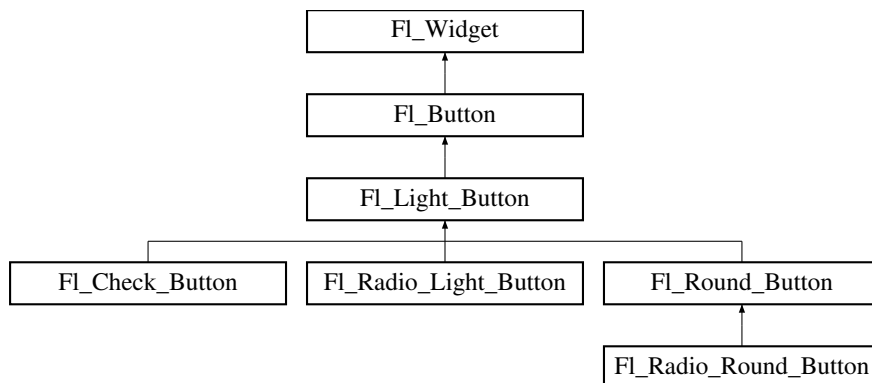 Fl_Widget
Fl_Button
Fl_Light_Button
Fl_Check_Button
Fl_Radio_Light_Button
Fl_Round_Button
Fl_Radio_Round_Button